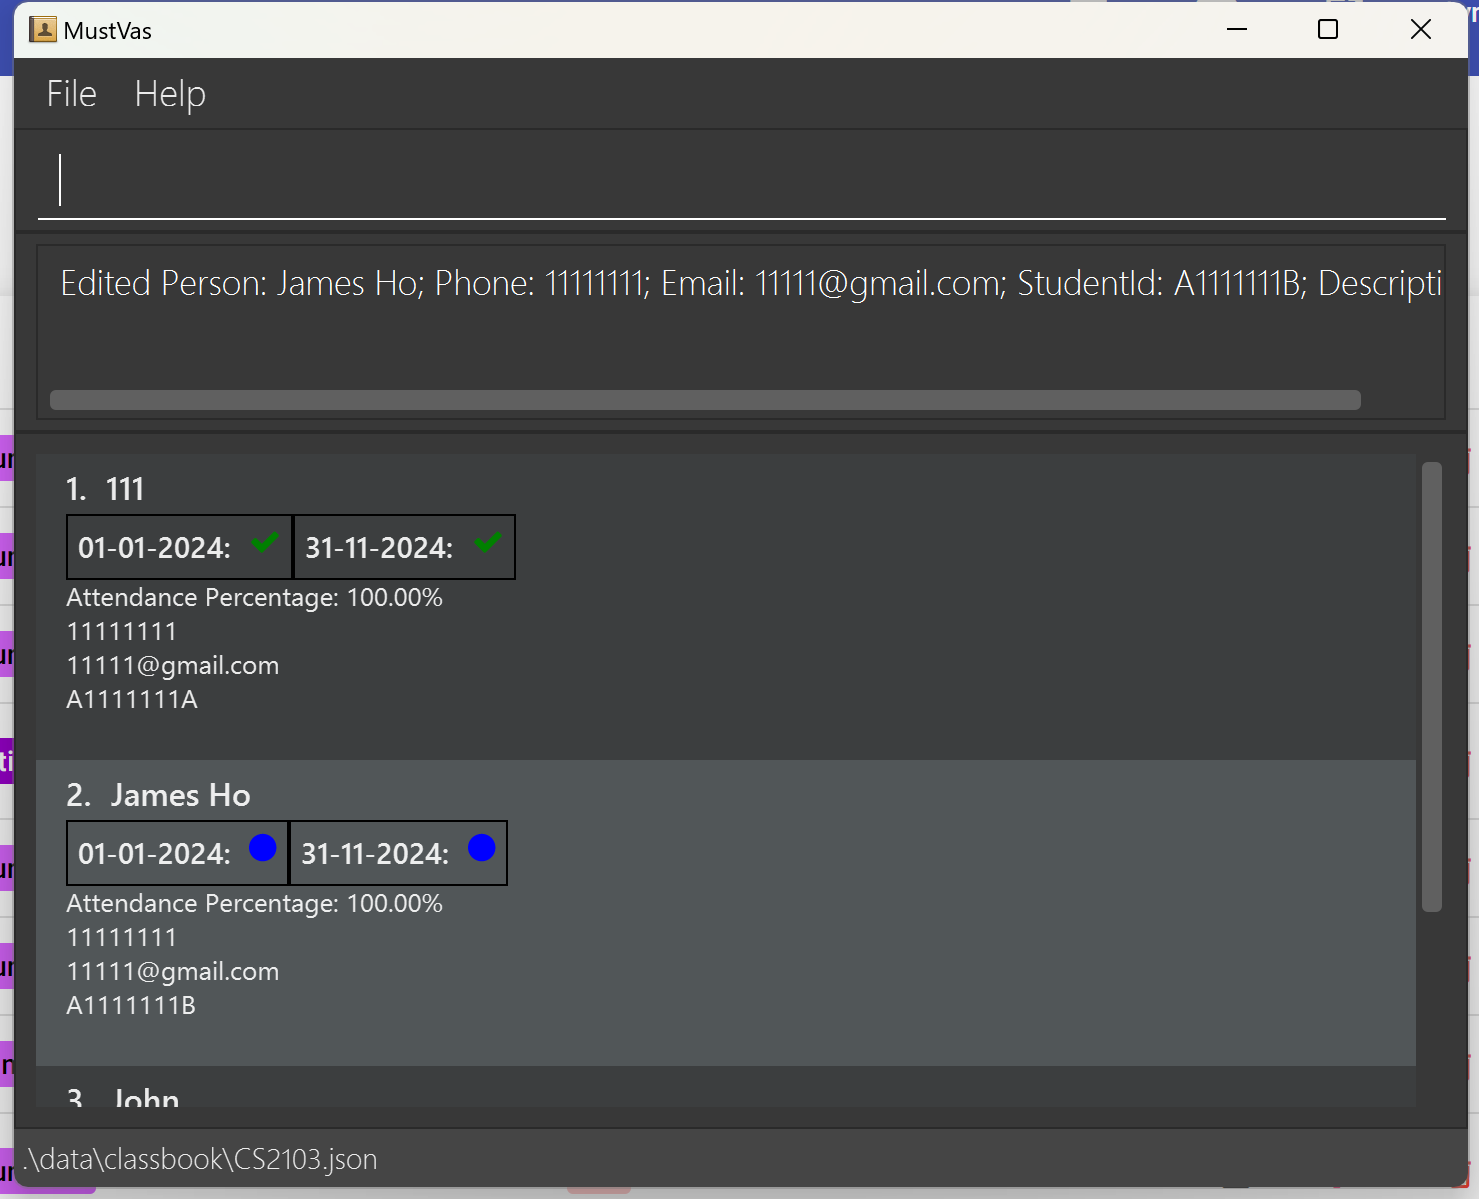 MustVas
File Help
Edited Person: James Ho; Phone: 11111111; Email: 11111@gmail.com; StudentId: A1111111B; Descripti
1. 111
01-01-2024: 31-11-2024:
Attendance Percentage: 100.00%
11111111
11111@gmail.com
A1111111A
2. James Ho
01-01-2024: 31-11-2024:
Attendance Percentage: 100.00%
11111111
11111@gmail.com
A1111111B
3. John
.\data\classbook\CS2103.json